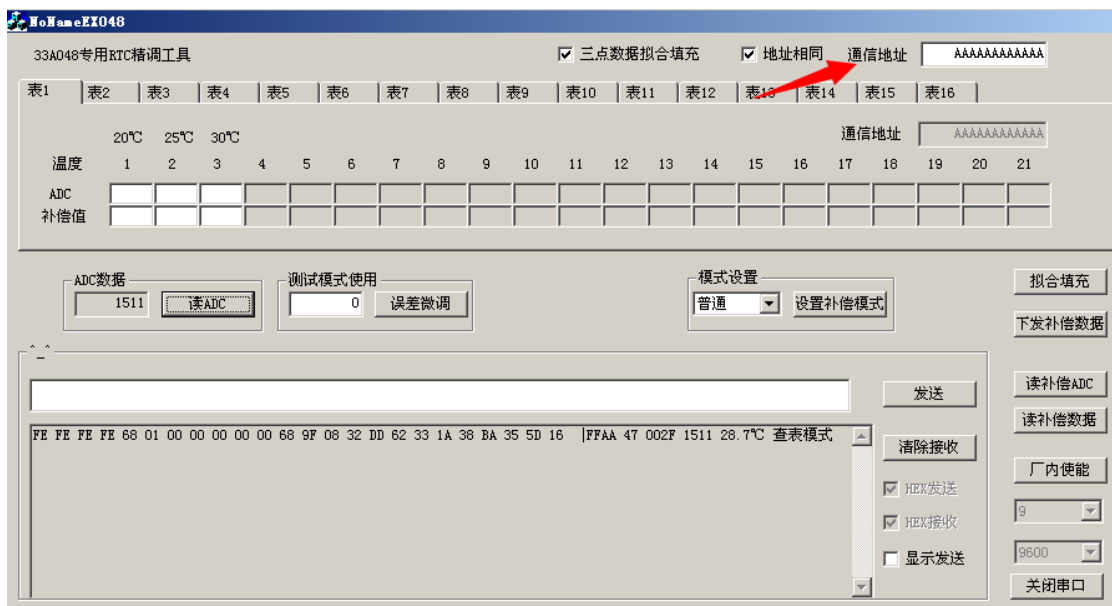 NoNameEX048
33A048专用RTC精调工具 三点数据拟合填充 地址相同 通信地址 AAAAAAAAAAAA
表1 表2 表3 表4 表5 表6 表7 表8 表9 表10 表11 表12 表13 表14 表15 表16
20℃ 25℃ 30℃ 通信地址 AAAAAAAAAAAA
温度 1 2 3 4 5 6 7 8 9 10 11 12 13 14 15 16 17 18 19 20 21
ADC
补偿值
ADC数据 测试模式使用 模式设置 拟合填充
1511 读ADC 0 误差微调 普通 设置补偿模式
下发补偿数据
^_^
读补偿ADC
发送
读补偿数据
FE FE FE FE 68 01 00 00 00 00 00 68 9F 08 32 DD 62 33 1A 38 BA 35 5D 16 |FFAA 47 002F 1511 28.7℃ 查表模式
清除接收
厂内使能
HEX发送
9
HEX接收
9600
显示发送
关闭串口